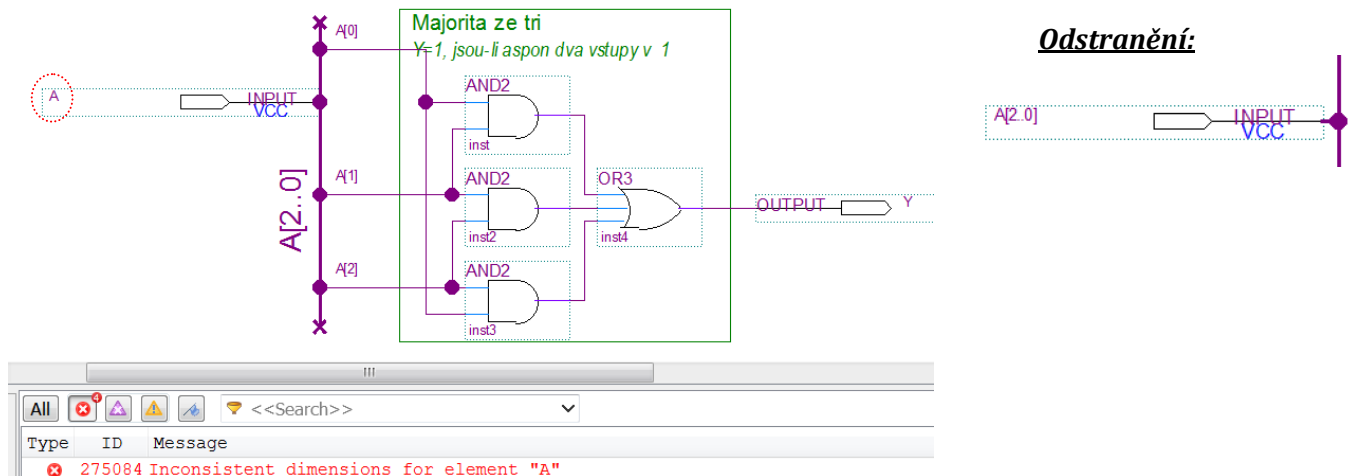 Majorita ze tri
Y=1, jsou-li aspon dva vstupy v 1
Odstranění:
A[0]
A
INPUT
VCC
A[2..0]
AND2
inst
A[1]
AND2
inst2
OR3
inst4
OUTPUT
Y
A[2]
AND2
inst3
A[2..0]
INPUT
VCC
All
4
<<Search>>
Type ID Message
275084 Inconsistent dimensions for element "A"